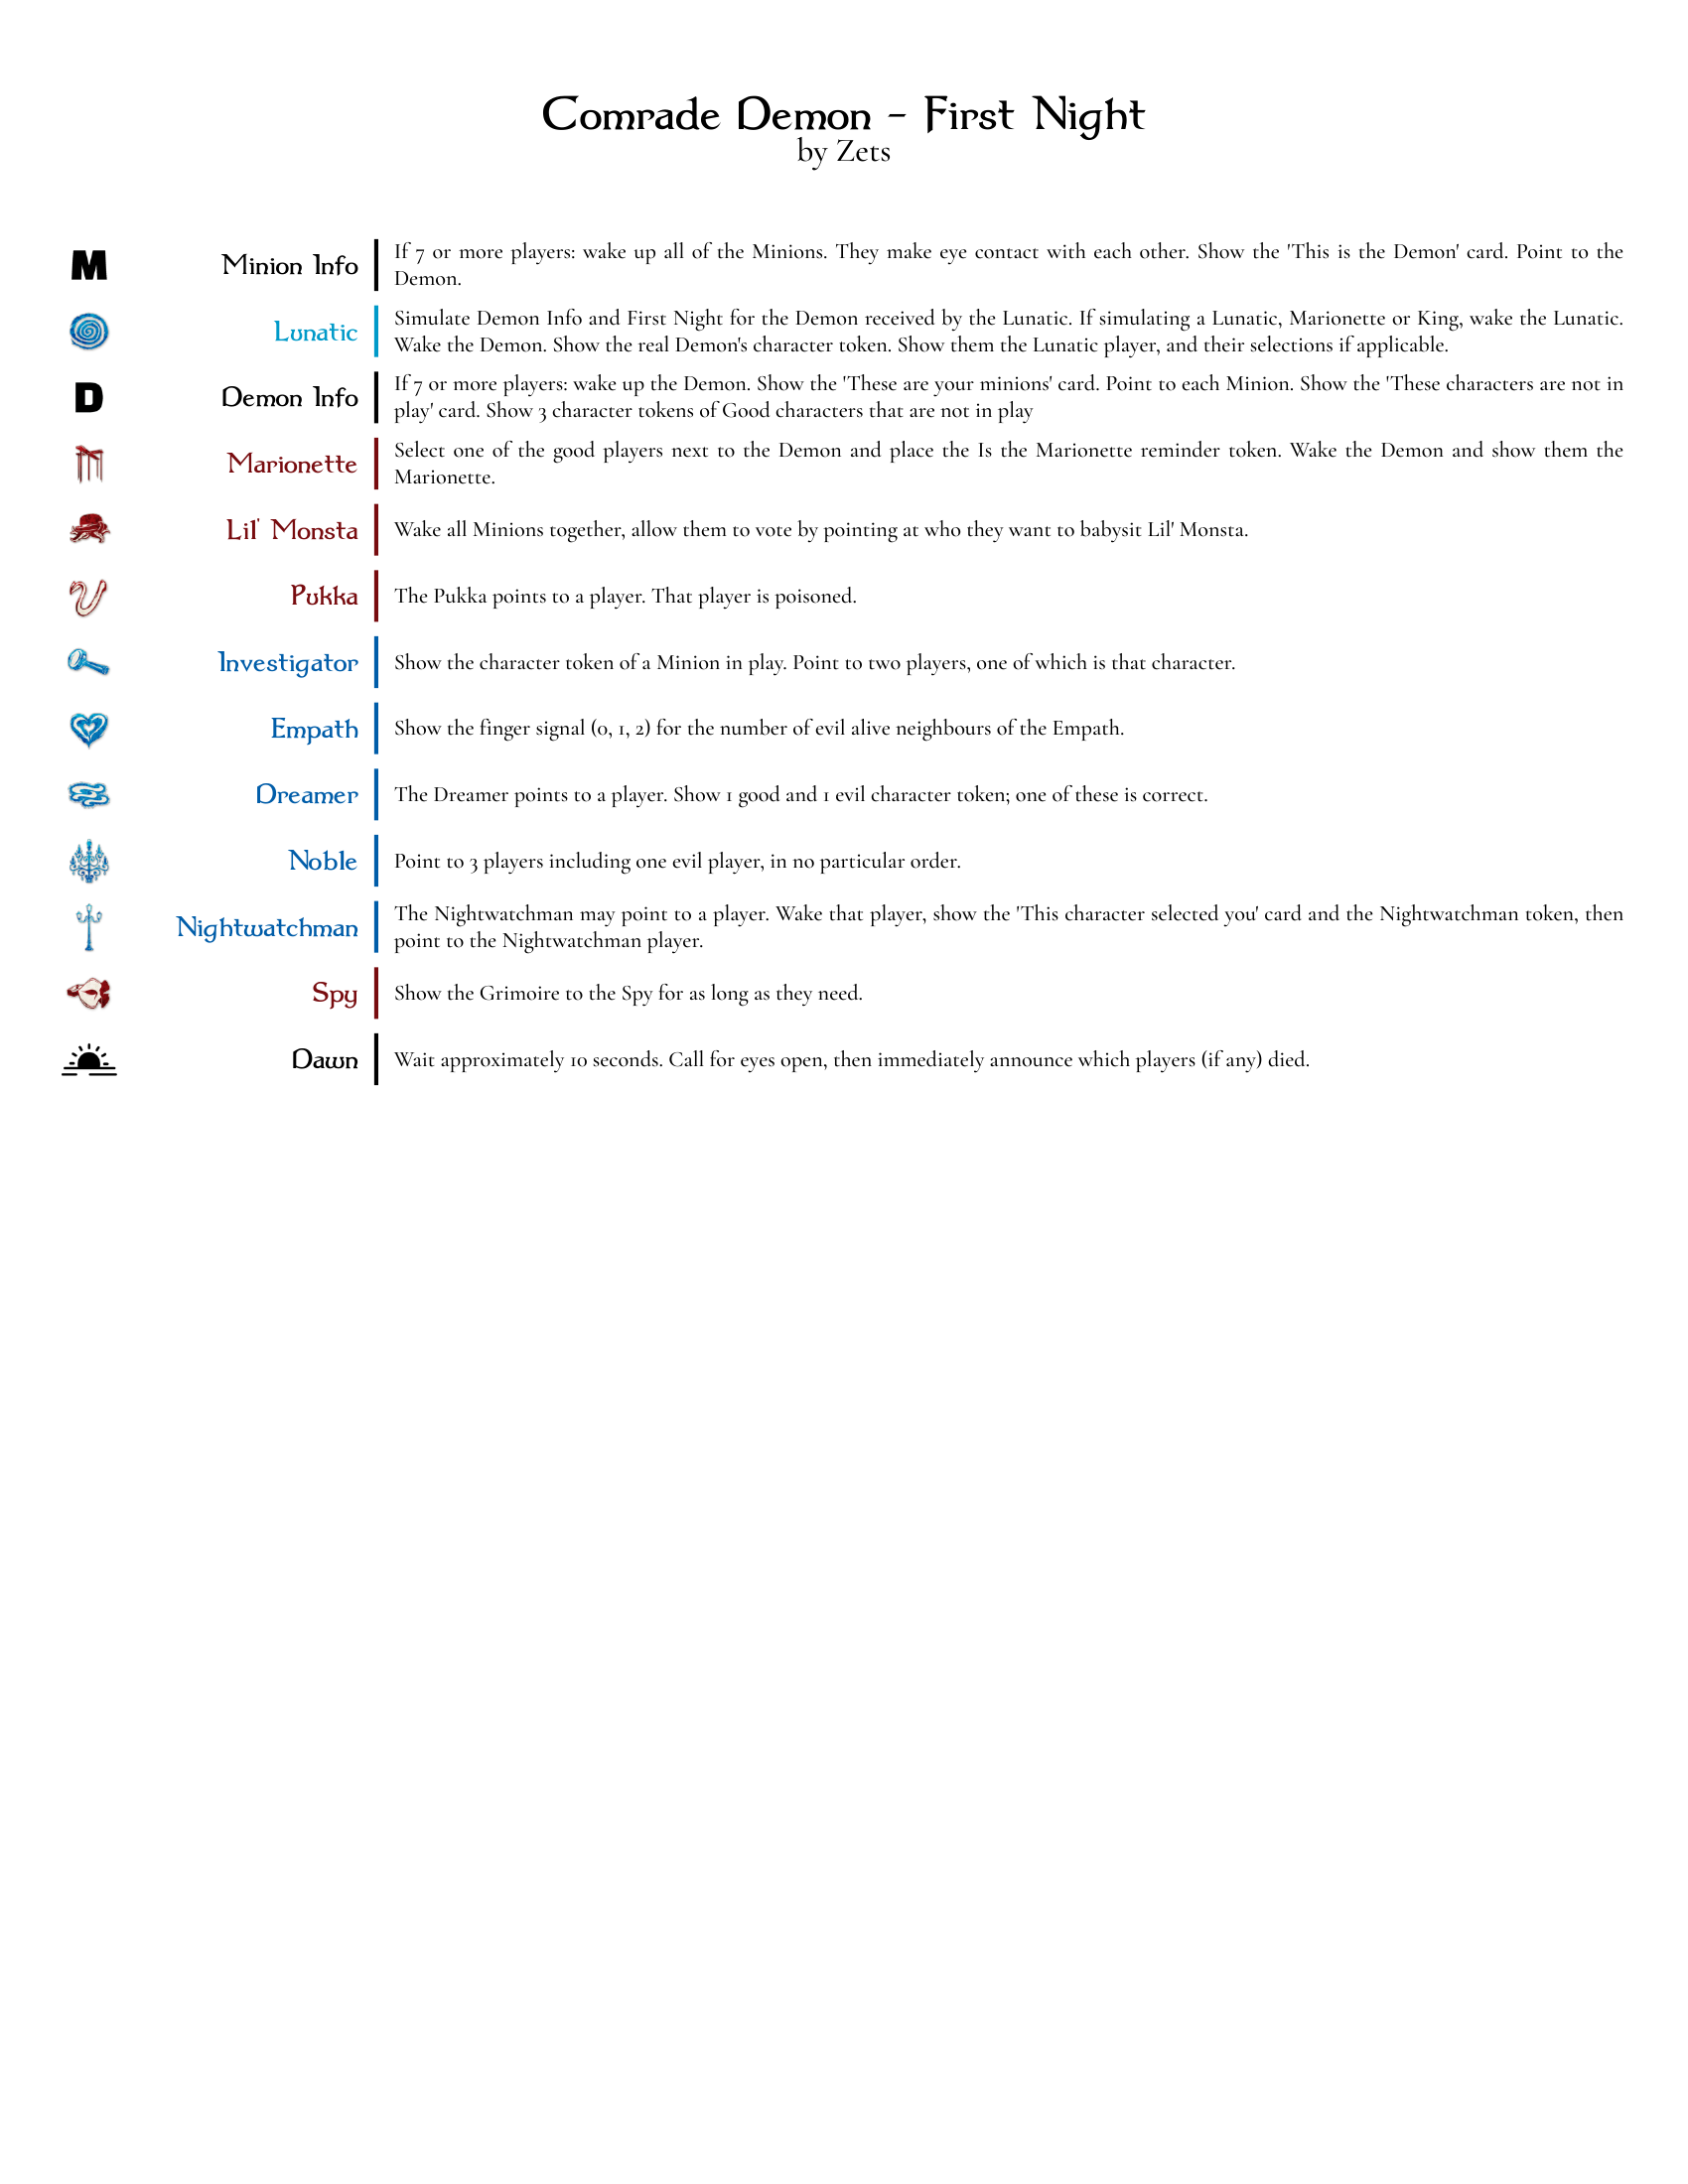 Comrade Demon - First Night
by Zets
M
Minion Info
If 7 or more players: wake up all of the Minions. They make eye contact with each other. Show the 'This is the Demon' card. Point to the
Demon.
Lunatic
Simulate Demon Info and First Night for the Demon received by the Lunatic. If simulating a Lunatic, Marionette or King, wake the Lunatic.
Wake the Demon. Show the real Demon's character token. Show them the Lunatic player, and their selections if applicable.
D
Demon Info
If 7 or more players: wake up the Demon. Show the 'These are your minions' card. Point to each Minion. Show the 'These characters are not in
play' card. Show 3 character tokens of Good characters that are not in play
Marionette
Select one of the good players next to the Demon and place the Is the Marionette reminder token. Wake the Demon and show them the
Marionette.
Lil' Monsta
Wake all Minions together, allow them to vote by pointing at who they want to babysit Lil' Monsta.
Pukka
The Pukka points to a player. That player is poisoned.
Investigator
Show the character token of a Minion in play. Point to two players, one of which is that character.
Empath
Show the finger signal (0, 1, 2) for the number of evil alive neighbours of the Empath.
Dreamer
The Dreamer points to a player. Show 1 good and 1 evil character token; one of these is correct.
Noble
Point to 3 players including one evil player, in no particular order.
Nightwatchman
The Nightwatchman may point to a player. Wake that player, show the 'This character selected you' card and the Nightwatchman token, then
point to the Nightwatchman player.
Spy
Show the Grimoire to the Spy for as long as they need.
Dawn
Wait approximately 10 seconds. Call for eyes open, then immediately announce which players (if any) died.